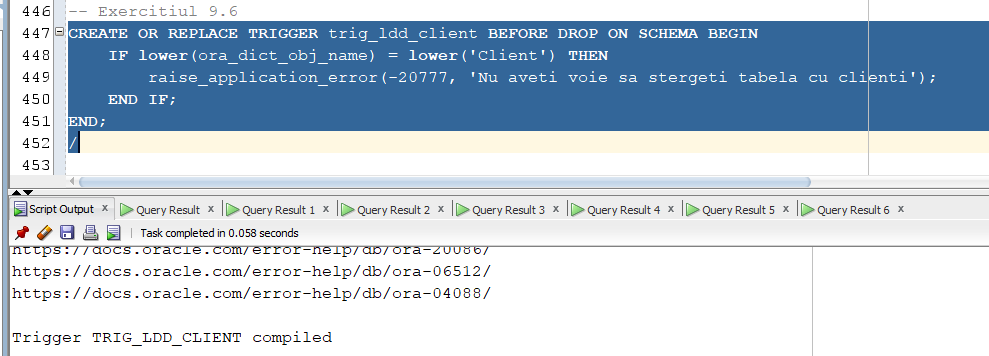 446 -- Exercitiul 9.6
447 CREATE OR REPLACE TRIGGER trig_ldd_client BEFORE DROP ON SCHEMA BEGIN
448 IF lower(ora_dict_obj_name) = lower('Client') THEN
449 raise_application_error(-20777, 'Nu aveti voie sa stergeti tabela cu clienti');
450 END IF;
451 END;
452 /
453
Script Output x Query Result x Query Result 1 x Query Result 2 x Query Result 3 x Query Result 4 x Query Result 5 x Query Result 6 x
Task completed in 0.058 seconds
https://docs.oracle.com/error-help/db/ora-20086/
https://docs.oracle.com/error-help/db/ora-06512/
https://docs.oracle.com/error-help/db/ora-04088/
Trigger TRIG_LDD_CLIENT compiled